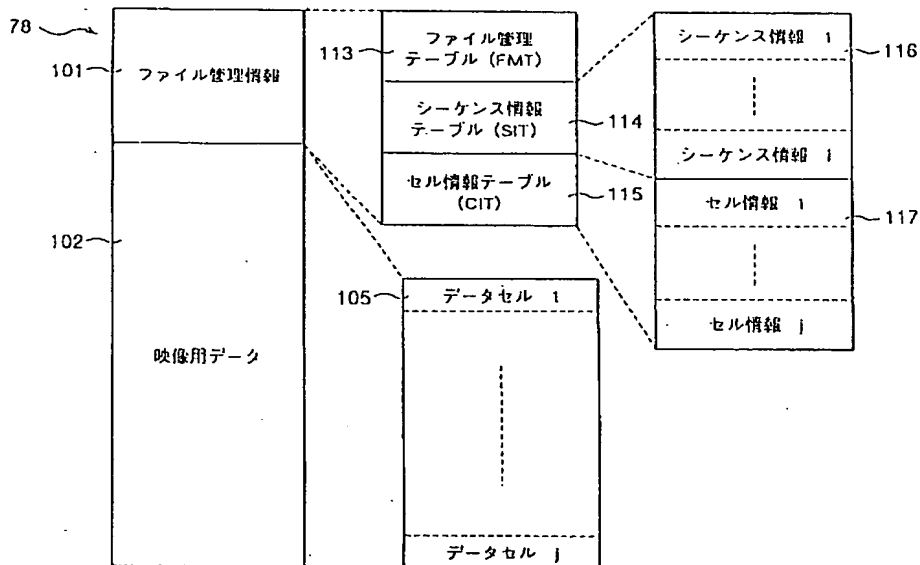 78
101
ファイル管理情報
102
映像用データ
113
ファイル管理
テーブル (FMT)
シーケンス情報
テーブル (SIT)
114
セル情報テーブル
(CIT)
115
シーケンス情報 1
116
シーケンス情報 i
セル情報 1
117
セル情報 j
105
データセル 1
データセル j